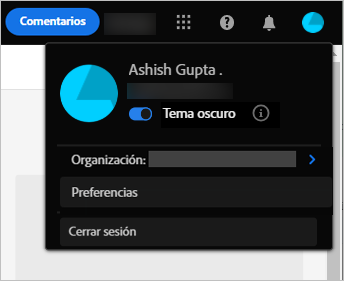 Comentarios
Ashish Gupta .
Tema oscuro
Organización:
Preferencias
Cerrar sesión